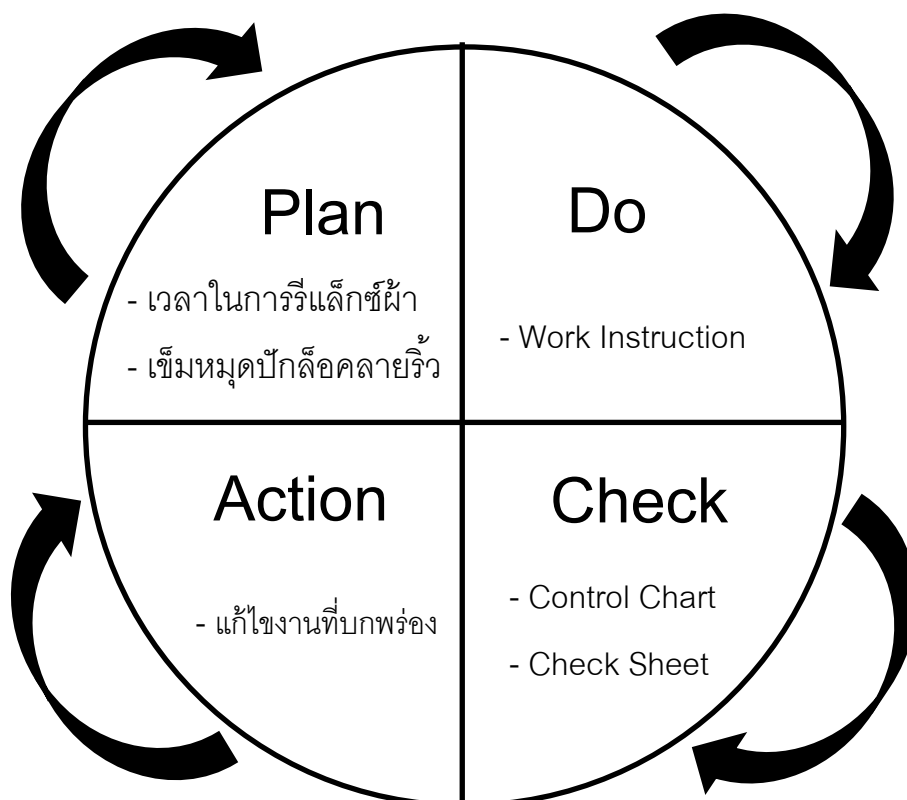 Plan
- เวลาในการรีแล็กซ์ผ้า
- เข็มหมุดปักล็อคลายริ้ว
Do
- Work Instruction
Action
- แก้ไขงานที่บกพร่อง
Check
- Control Chart
- Check Sheet